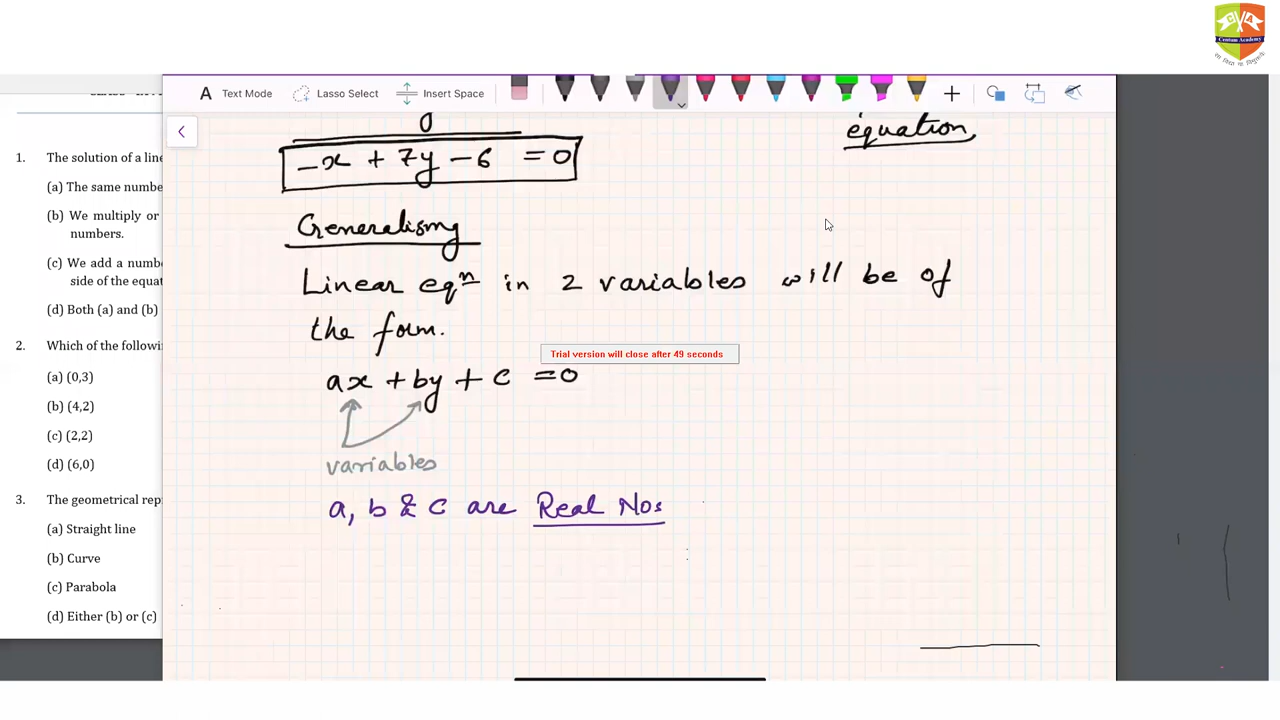 Centum Academy
1. The solution of a line
(a) The same numbe
(b) We multiply or
numbers.
(c) We add a numb
side of the equat
(d) Both (a) and (b)
2. Which of the followi
(a) (0,3)
(b) (4,2)
(c) (2,2)
(d) (6,0)
3. The geometrical rep
(a) Straight line
(b) Curve
(c) Parabola
(d) Either (b) or (c)
A Text Mode Lasso Select Insert Space
0
-x + 7y - 6 = 0
equation,
Generalising
Linear eqⁿ in 2 variables will be of
the form.
Trial version will close after 49 seconds
ax + by + c = 0
variables
a, b & c are Real Nos